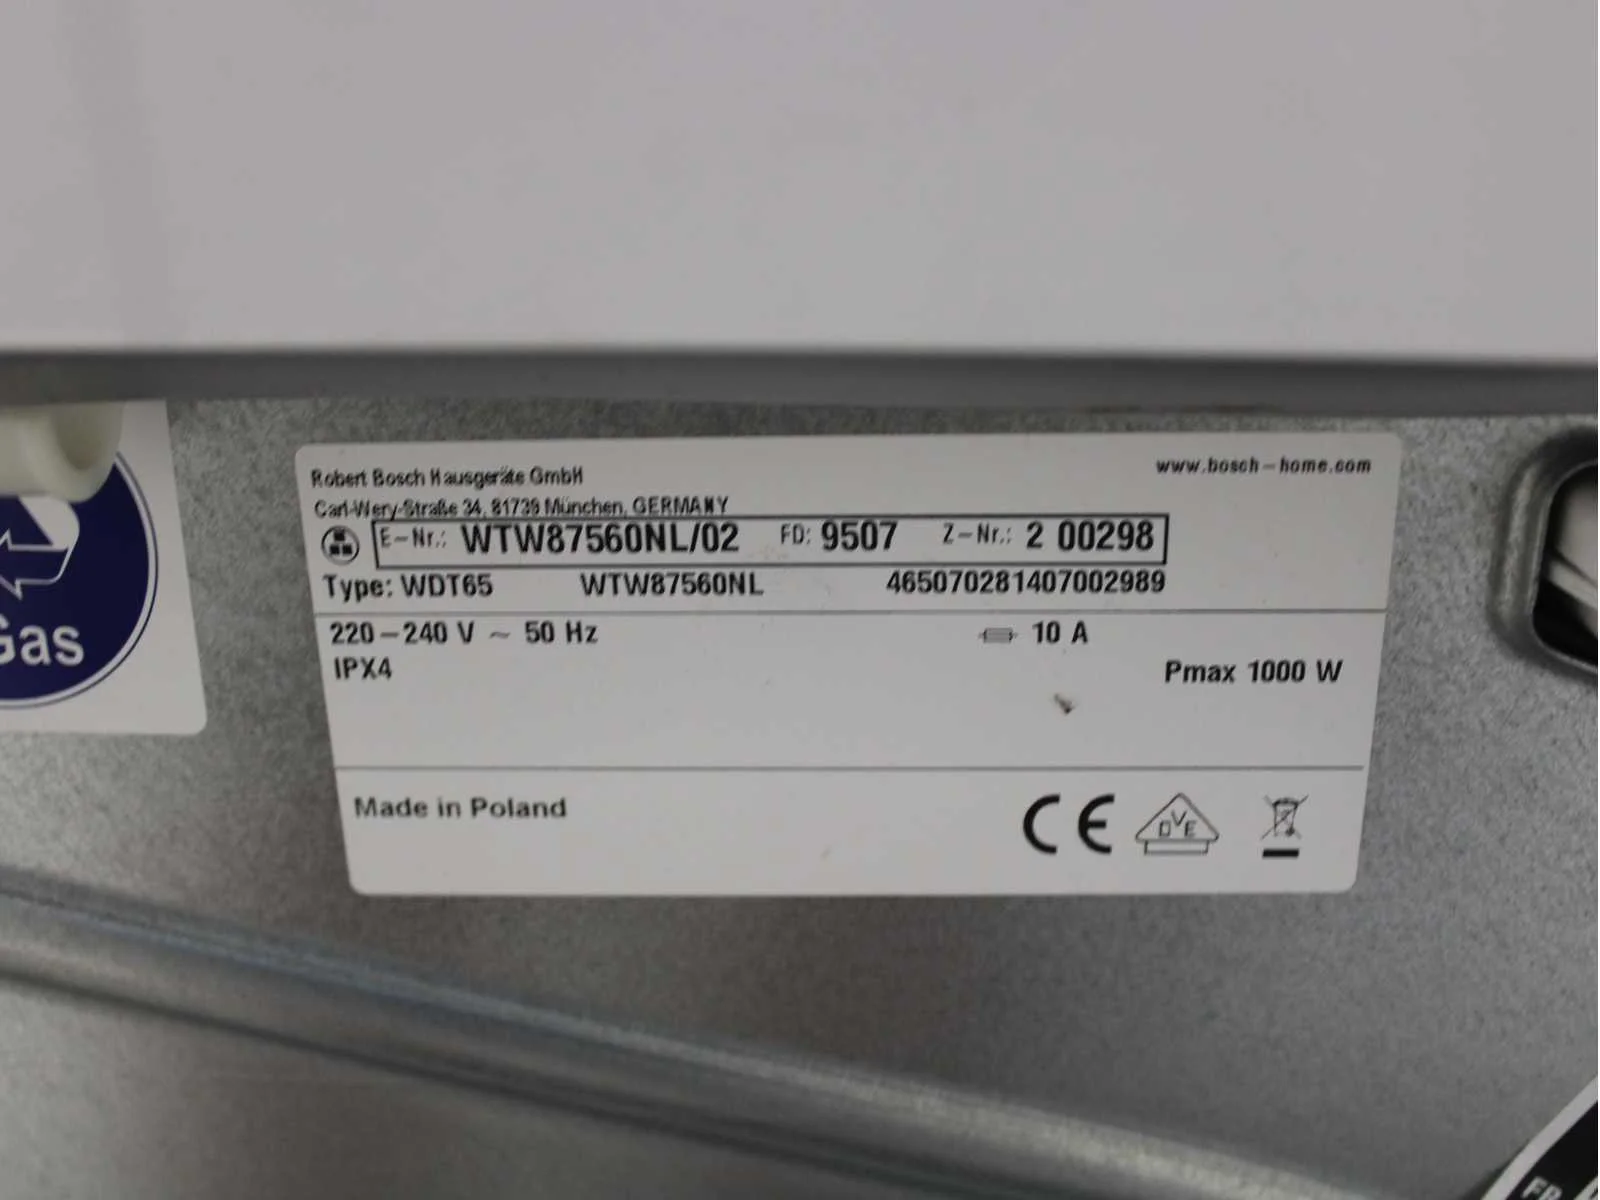 Robert Bosch Hausgeräte GmbH
www.bosch-home.com
Carl-Wery-Straße 34, 81739 München, GERMANY
E-Nr.: WTW87560NL/02 FD: 9507 Z-Nr.: 2 00298
Type: WDT65 WTW87560NL 465070281407002989
220-240 V ~ 50 Hz 10 A
IPX4 Pmax 1000 W
Made in Poland CE DVE
Gas